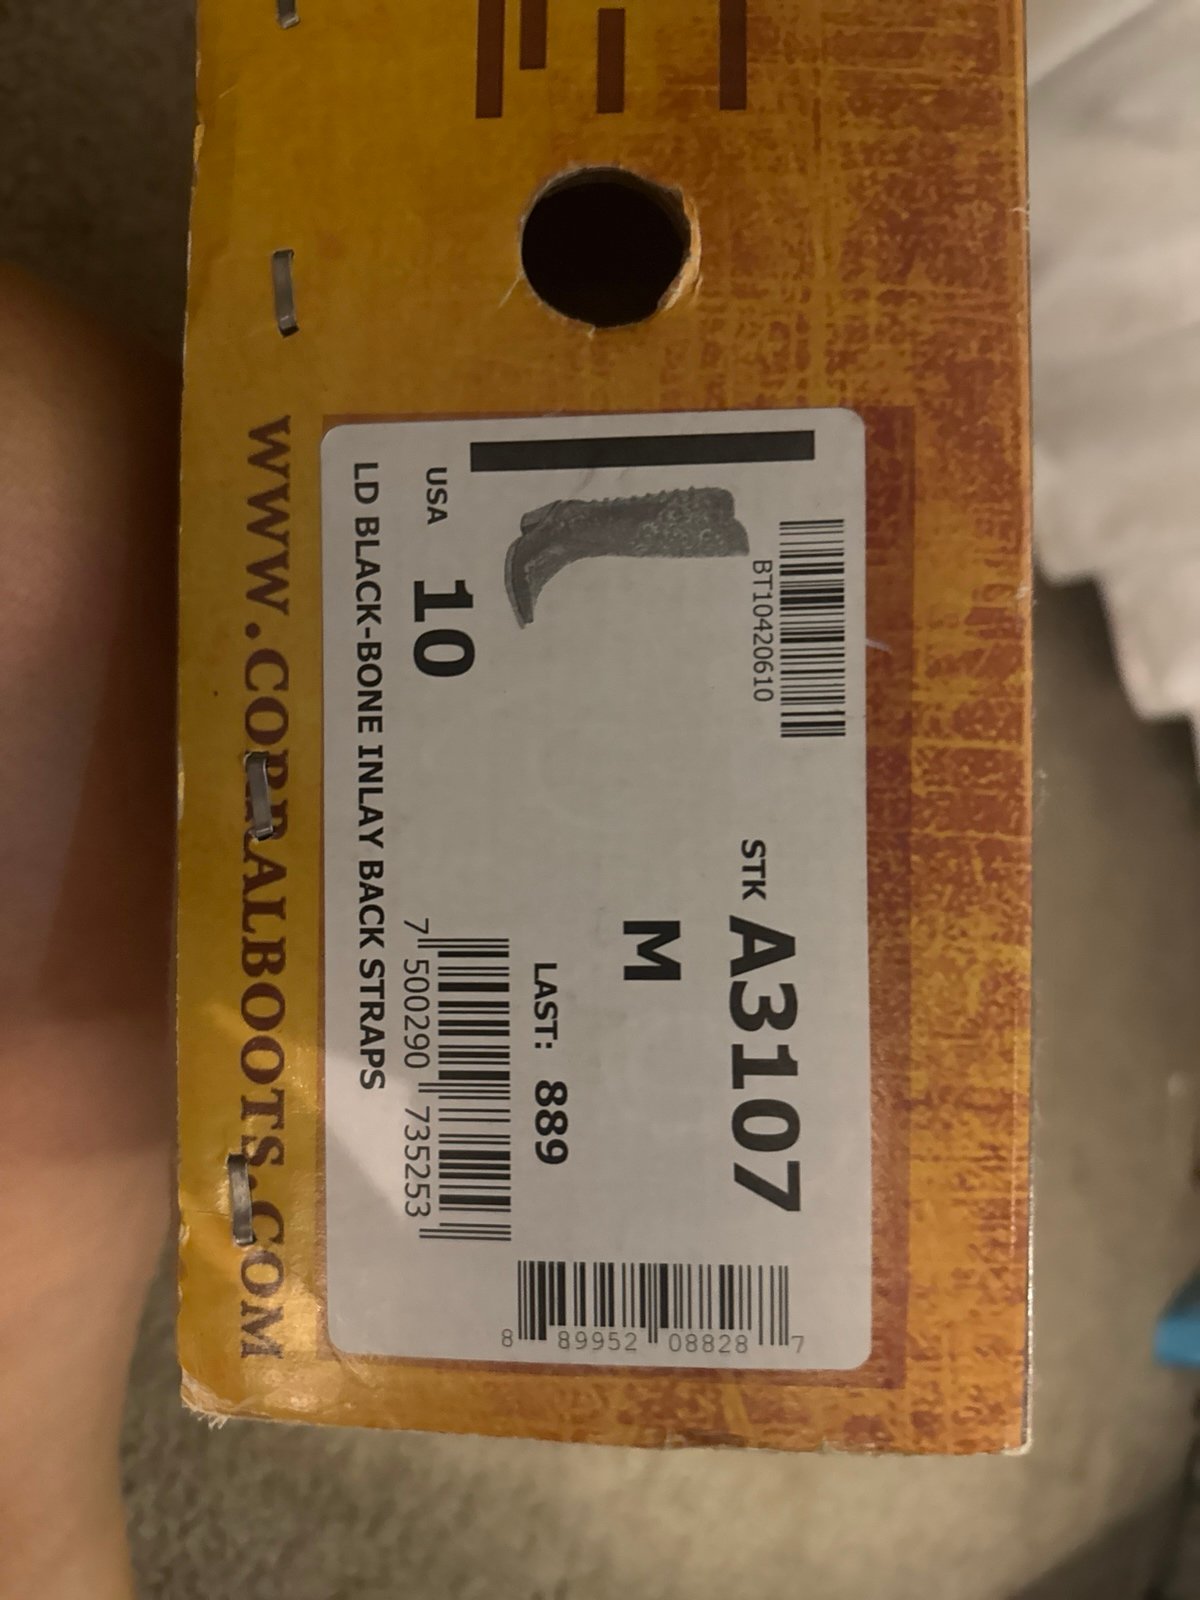 BT10420610
STK A3107
M
LAST: 889
USA 10
7 500290 735253
LD BLACK-BONE INLAY BACK STRAPS
8 89952 08828 7
WWW.CORRALBOOTS.COM